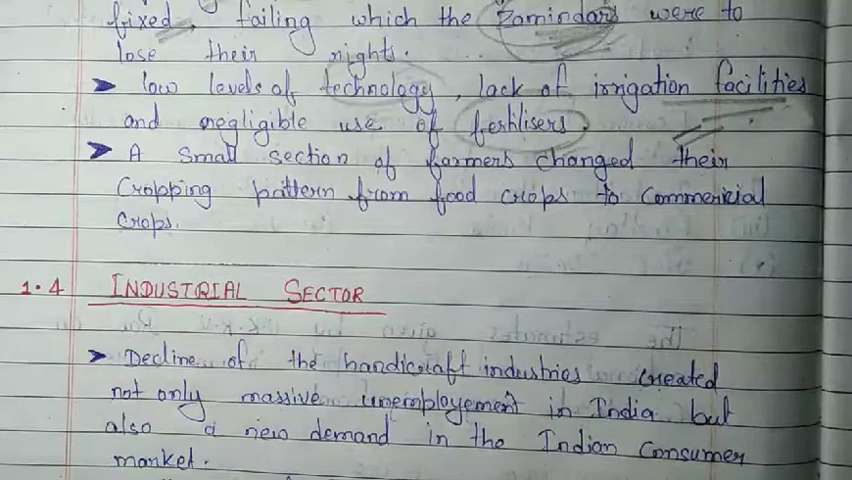 fixed, failing which the zamindars were to
lose their rights.
➤ low levels of technology, lack of irrigation facilities
and negligible use of fertilisers.
➤ A small section of farmers changed their
cropping pattern from food crops to commericial
crops.
1.4 INDUSTRIAL SECTOR
➤ Decline of the handicraft industries created
not only massive unemployement in India but
also a new demand in the Indian consumer
market.